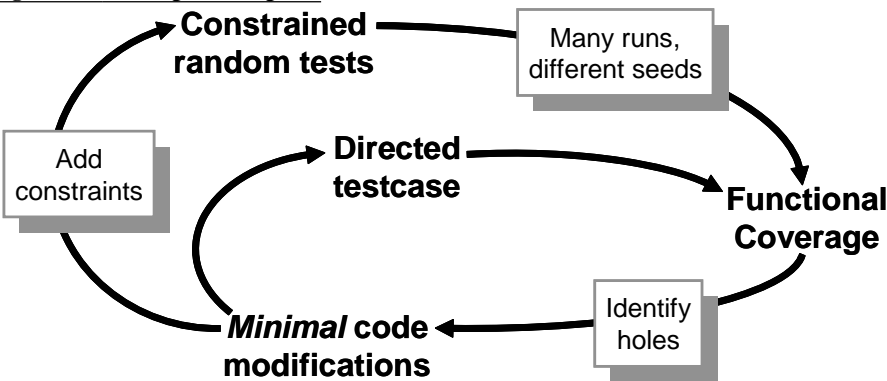 Constrained
random tests
Many runs,
different seeds
Add
constraints
Directed
testcase
Functional
Coverage
Identify
holes
Minimal code
modifications